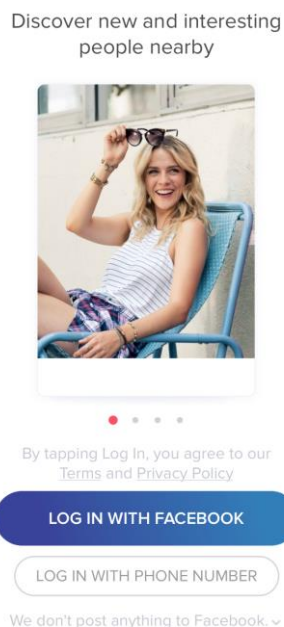 Discover new and interesting
people nearby
By tapping Log In, you agree to our
Terms and Privacy Policy
LOG IN WITH FACEBOOK
LOG IN WITH PHONE NUMBER
We don't post anything to Facebook.